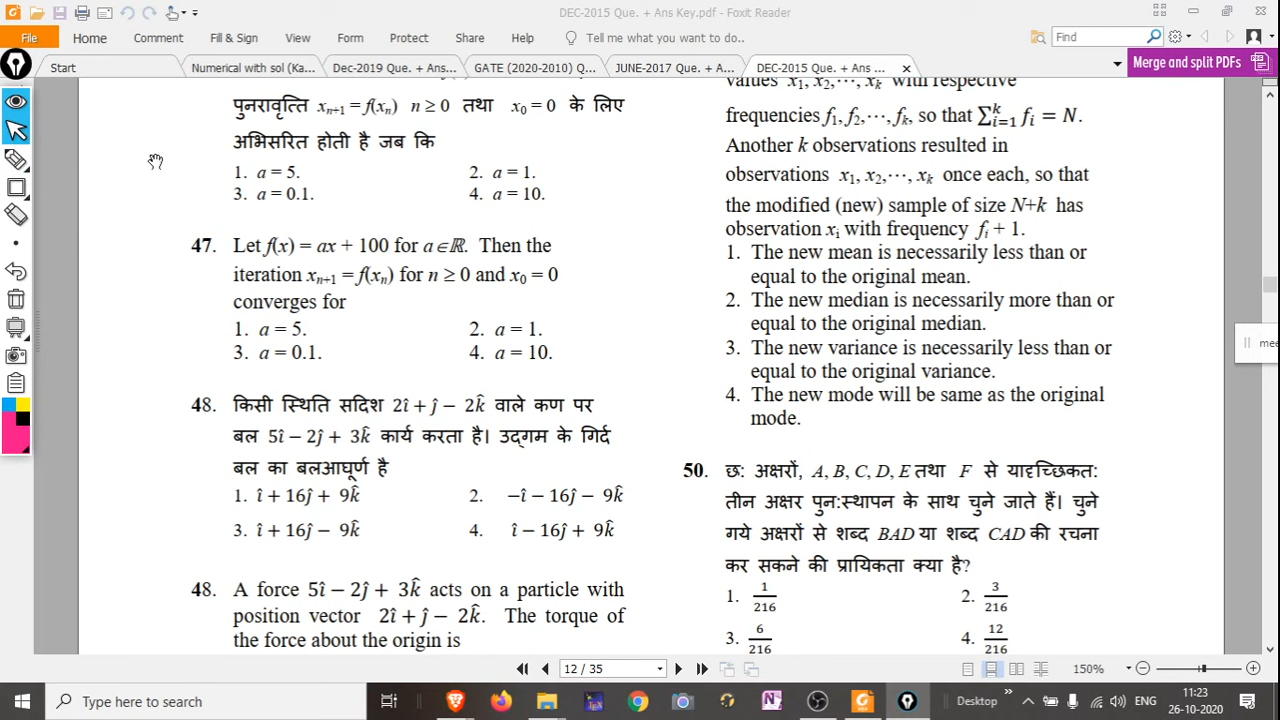 DEC-2015 Que. + Ans Key.pdf - Foxit Reader
File Home Comment Fill & Sign View Form Protect Share Help Tell me what you want to do.. Find
Start Numerical with sol (Ka... Dec-2019 Que. + Ans... GATE (2020-2020) Qu... JUNE-2017 Que. + A... DEC-2015 Que. + Ans ... Merge and split PDFs
पुनरावृत्ति xₙ₊₁ = f(xₙ) n ≥ 0 तथा x₀ = 0 के लिए
अभिसरित होती है जब कि
1. a = 5. 2. a = 1.
3. a = 0.1. 4. a = 10.
47. Let f(x) = ax + 100 for a ∈ ℝ. Then the
iteration xₙ₊₁ = f(xₙ) for n ≥ 0 and x₀ = 0
converges for
1. a = 5. 2. a = 1.
3. a = 0.1. 4. a = 10.
48. किसी स्थिति सदिश 2î + ĵ − 2k̂ वाले कण पर
बल 5î − 2ĵ + 3k̂ कार्य करता है। उद्गम के गिर्द
बल का बलआघूर्ण है
1. î + 16ĵ + 9k̂ 2. −î − 16ĵ − 9k̂
3. î + 16ĵ − 9k̂ 4. î − 16ĵ + 9k̂
48. A force 5î − 2ĵ + 3k̂ acts on a particle with
position vector 2î + ĵ − 2k̂. The torque of
the force about the origin is
values x₁, x₂,⋯, xₖ with respective
frequencies f₁, f₂,⋯, fₖ, so that ∑ᵏᵢ₌₁ fᵢ = N.
Another k observations resulted in
observations x₁, x₂,⋯, xₖ once each, so that
the modified (new) sample of size N+k has
observation xᵢ with frequency fᵢ + 1.
1. The new mean is necessarily less than or
equal to the original mean.
2. The new median is necessarily more than or
equal to the original median.
3. The new variance is necessarily less than or
equal to the original variance.
4. The new mode will be same as the original
mode.
50. छः अक्षरों, A, B, C, D, E तथा F से यादृच्छिकत:
तीन अक्षर पुन:स्थापन के साथ चुने जाते हैं। चुने
गये अक्षरों से शब्द BAD या शब्द CAD की रचना
कर सकने की प्रायिकता क्या है?
1. 1/216 2. 3/216
3. 6/216 4. 12/216
mee
12 / 35 150%
Type here to search Desktop ENG 11:23
26-10-2020